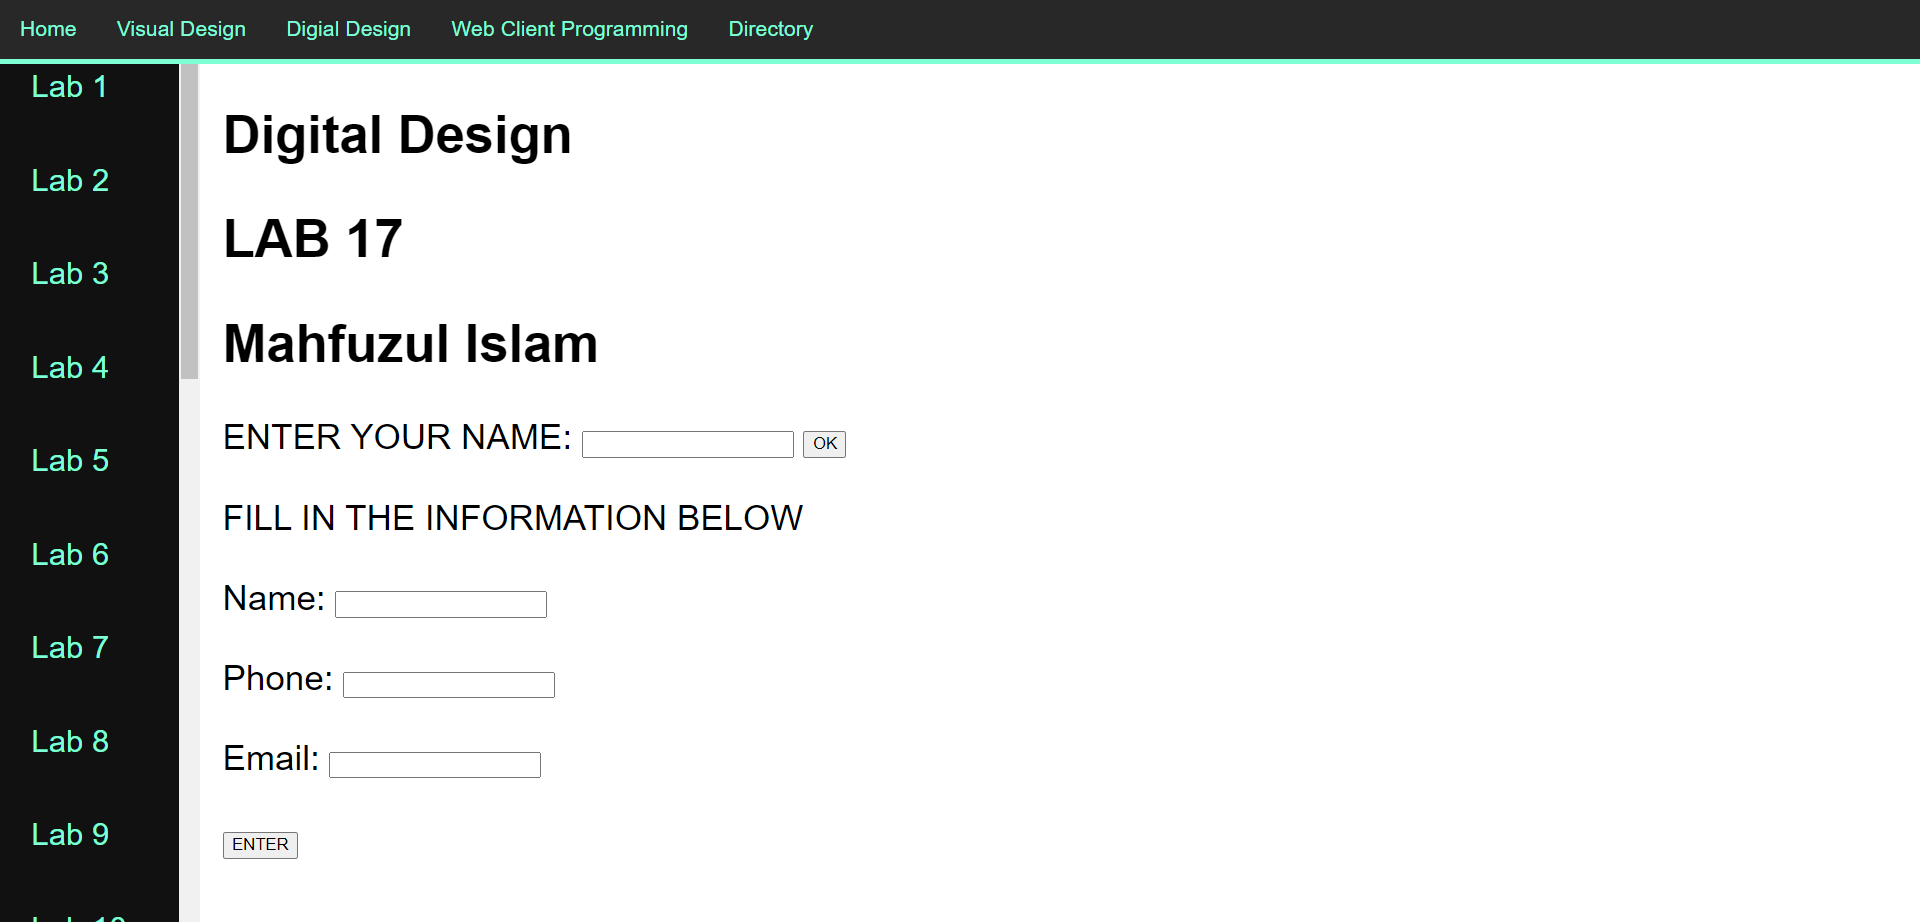 Home Visual Design Digial Design Web Client Programming Directory
Lab 1
Lab 2
Lab 3
Lab 4
Lab 5
Lab 6
Lab 7
Lab 8
Lab 9
Digital Design
LAB 17
Mahfuzul Islam
ENTER YOUR NAME: OK
FILL IN THE INFORMATION BELOW
Name:
Phone:
Email:
ENTER